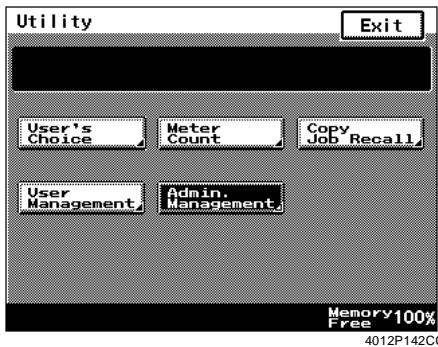 Utility
Exit
User's
Choice
Meter
Count
Copy
Job Recall
User
Management
Admin.
Management
Memory
Free 100%
4012P142C